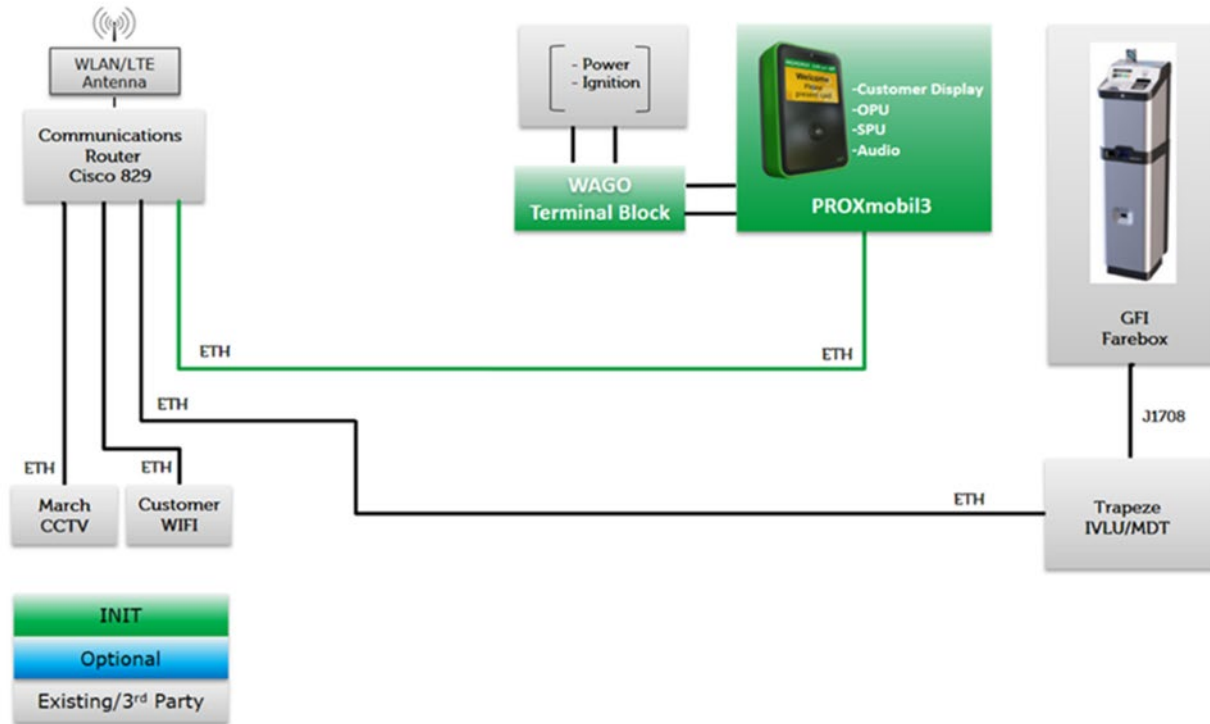 WLAN/LTE
Antenna
Communications
Router
Cisco 829
- Power
- Ignition
WAGO
Terminal Block
Welcome
-Customer Display
-OPU
-SPU
-Audio
PROXmobil3
GFI
Farebox
J1708
ETH
ETH
ETH
ETH
ETH
ETH
March
CCTV
Customer
WIFI
Trapeze
IVLU/MDT
INIT
Optional
Existing/3rd Party